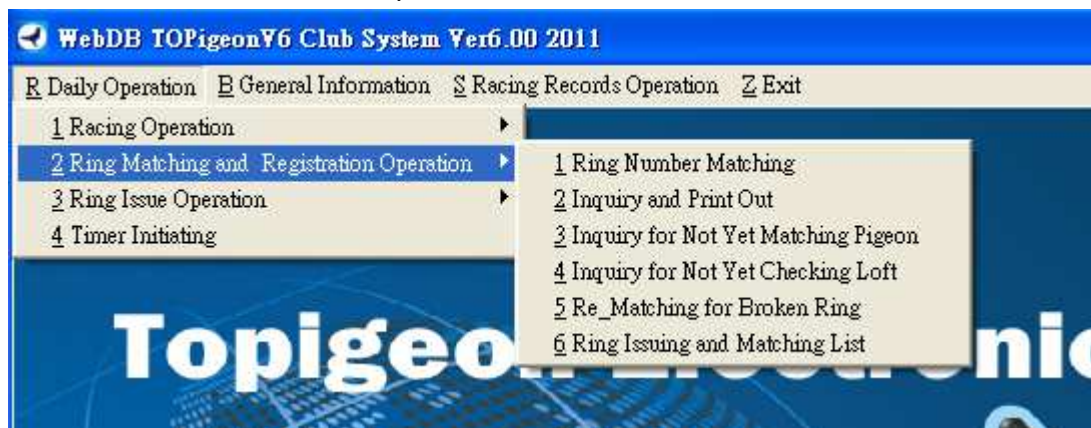 WebDB TOPigeonV6 Club System Ver6.00 2011
R Daily Operation B General Information S Racing Records Operation Z Exit
1 Racing Operation
2 Ring Matching and Registration Operation
3 Ring Issue Operation
4 Timer Initiating
1 Ring Number Matching
2 Inquiry and Print Out
3 Inquiry for Not Yet Matching Pigeon
4 Inquiry for Not Yet Checking Loft
5 Re_Matching for Broken Ring
6 Ring Issuing and Matching List
Topigeon